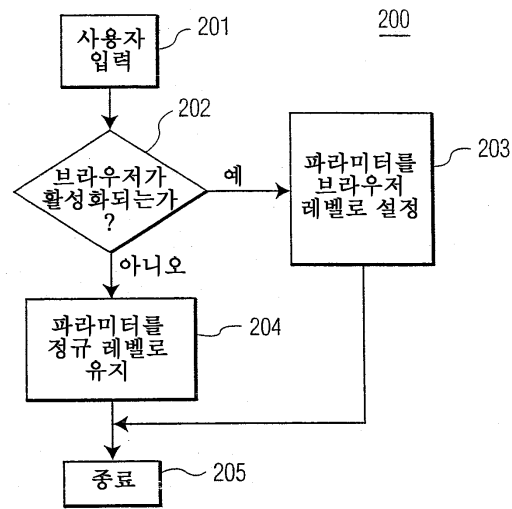 200
사용자
입력
201
202
브라우저가
활성화되는가
?
예
아니오
파라미터를
브라우저
레벨로 설정
203
파라미터를
정규 레벨로
유지
204
종료
205